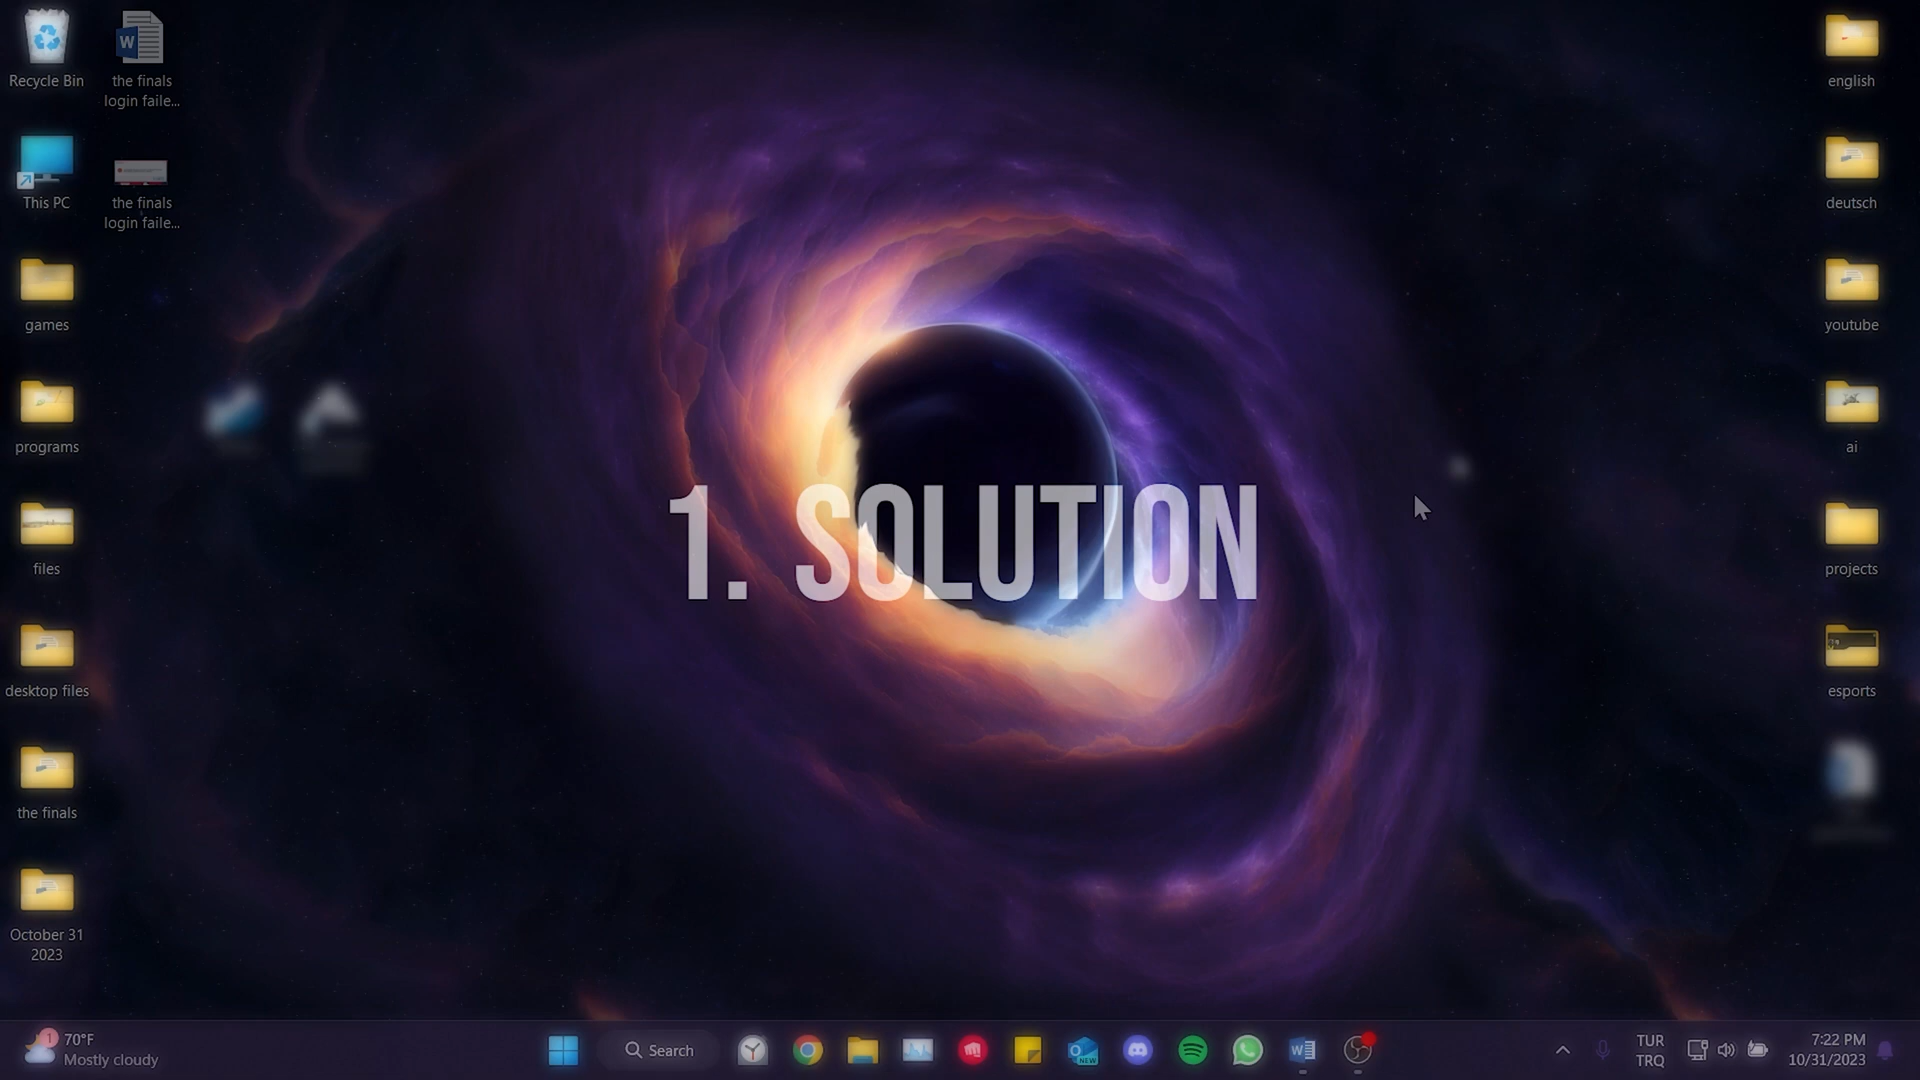 Recycle Bin
the finals
login faile...
This PC
the finals
login faile...
games
programs
files
desktop files
the finals
October 31
2023
1. SOLUTION
english
deutsch
youtube
ai
projects
esports
1
70°F
Mostly cloudy
Search
NEW
TUR
TRQ
7:22 PM
10/31/2023